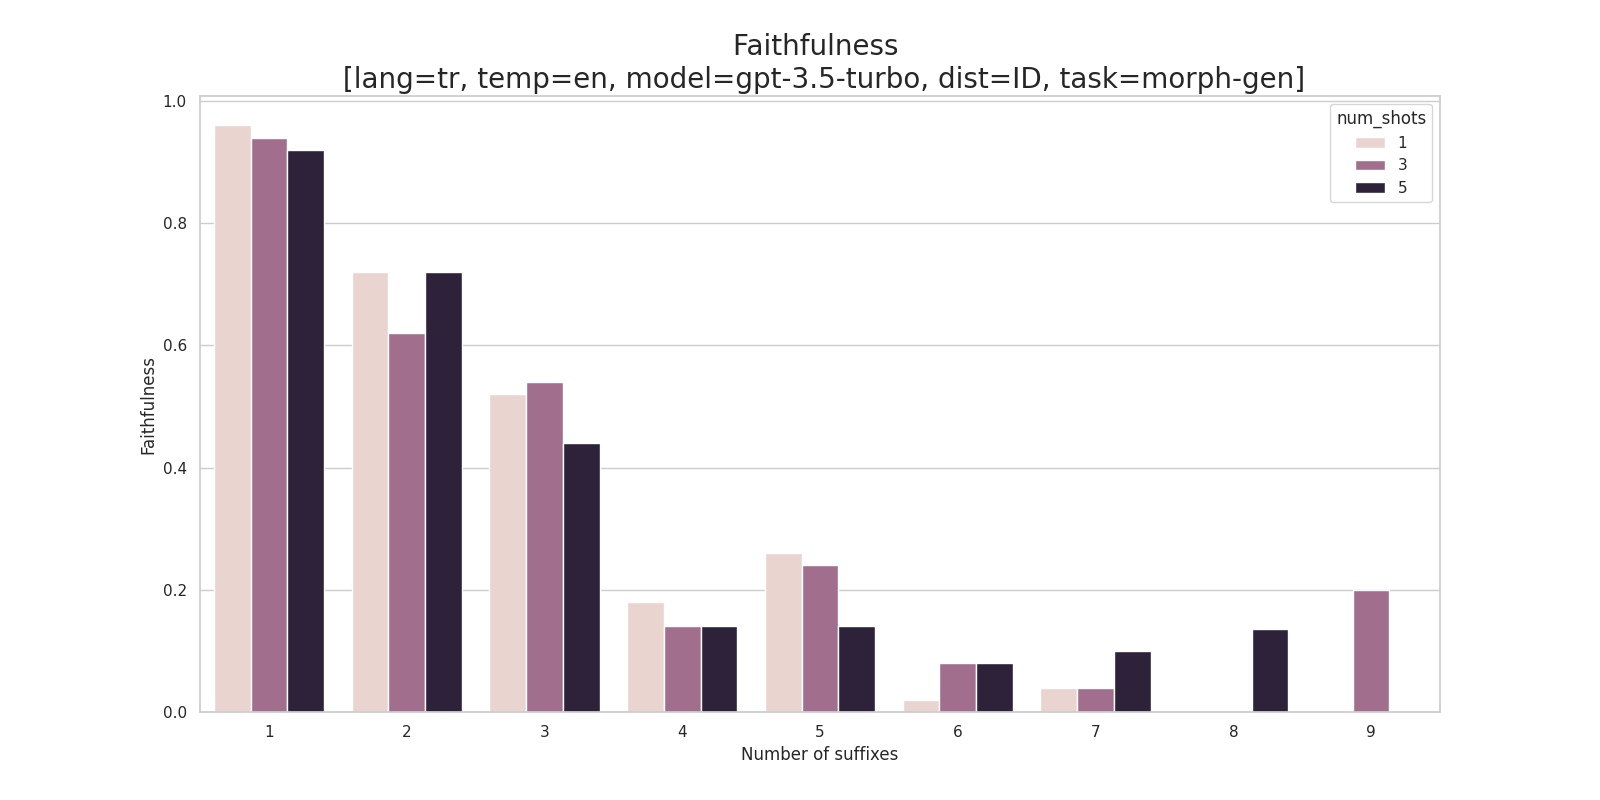 Faithfulness
[lang=tr, temp=en, model=gpt-3.5-turbo, dist=ID, task=morph-gen]
num_shots
1
3
5
Faithfulness
1.0
0.8
0.6
0.4
0.2
0.0
1 2 3 4 5 6 7 8 9
Number of suffixes